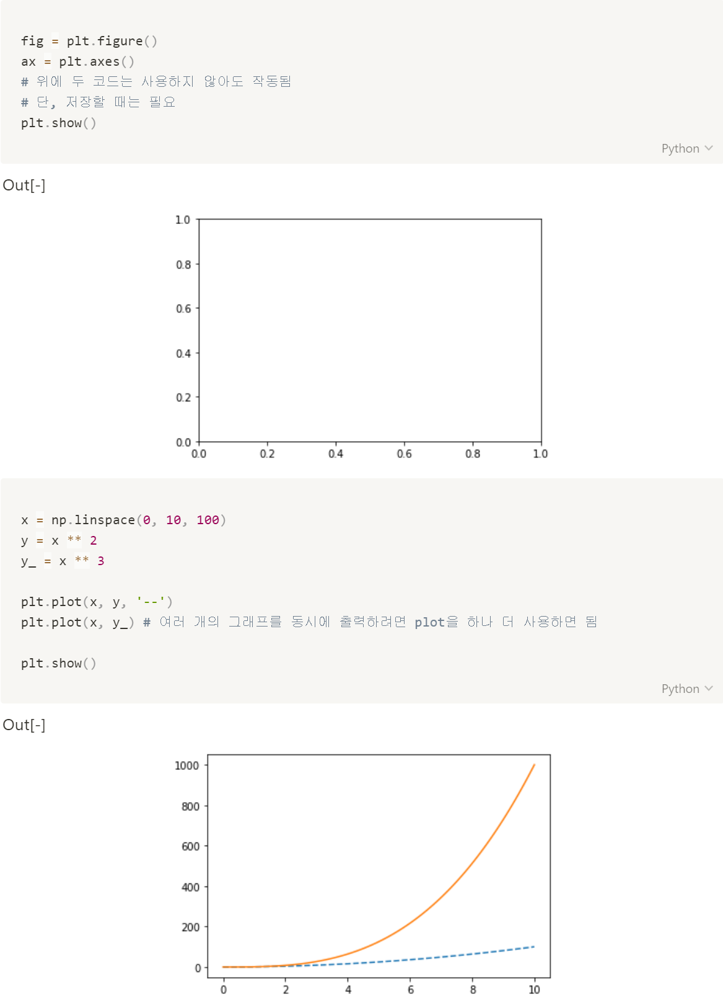 fig = plt.figure()
ax = plt.axes()
# 위에 두 코드는 사용하지 않아도 작동됨
# 단, 저장할 때는 필요
plt.show()
Python
Out[-]
1.0
0.8
0.6
0.4
0.2
0.0
0.0 0.2 0.4 0.6 0.8 1.0
x = np.linspace(0, 10, 100)
y = x ** 2
y_ = x ** 3
plt.plot(x, y, '--')
plt.plot(x, y_) # 여러 개의 그래프를 동시에 출력하려면 plot을 하나 더 사용하면 됨
plt.show()
Python
Out[-]
1000
800
600
400
200
0
0 2 4 6 8 10